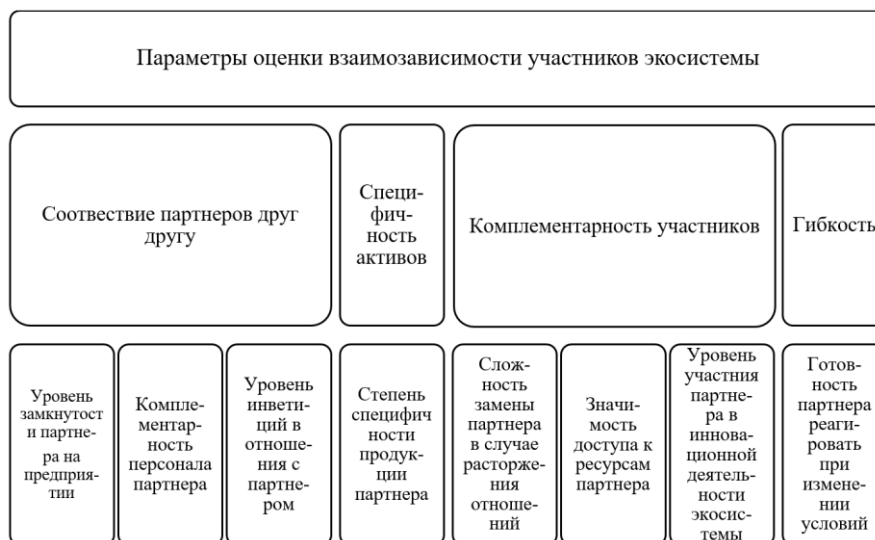 Параметры оценки взаимозависимости участников экосистемы
Соотвествие партнеров друг
другу
Специ-
фич-
ность
активов
Комплементарность участников
Гибкость
Уровень
замкнутост
и партне-
ра на
предприя-
тии
Компле-
ментар-
ность
персонала
партнера
Уровень
инвети-
ций в
отноше-
ния с
партне-
ром
Степень
специфич
ности
продук-
ции
партнера
Слож-
ность
замены
партнера
в случае
расторже-
ния
отноше-
ний
Значи-
мость
доступа к
ресурсам
партнера
Уровень
участния
партне-
ра в
иннова-
ционной
деятель-
ности
экосис-
темы
Готов-
ность
партнера
реаги-
ровать
при
измене-
нии
условий